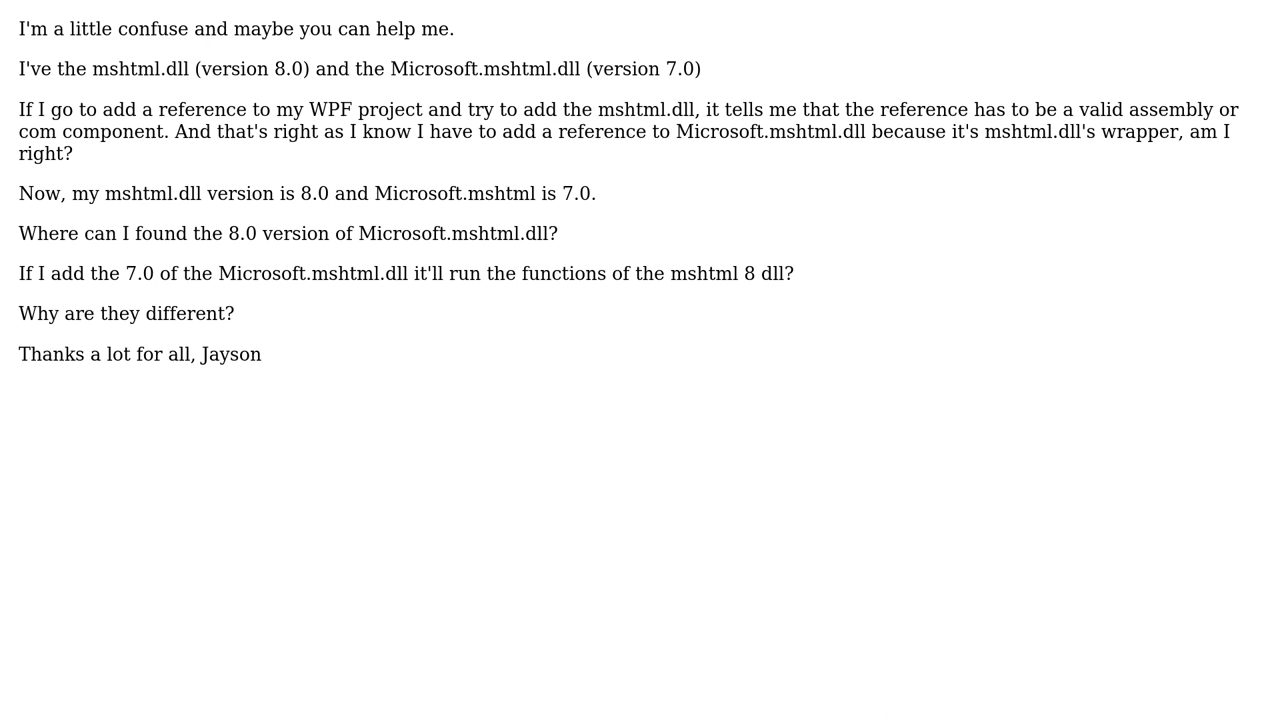 I'm a little confuse and maybe you can help me.
I've the mshtml.dll (version 8.0) and the Microsoft.mshtml.dll (version 7.0)
If I go to add a reference to my WPF project and try to add the mshtml.dll, it tells me that the reference has to be a valid assembly or
com component. And that's right as I know I have to add a reference to Microsoft.mshtml.dll because it's mshtml.dll's wrapper, am I
right?
Now, my mshtml.dll version is 8.0 and Microsoft.mshtml is 7.0.
Where can I found the 8.0 version of Microsoft.mshtml.dll?
If I add the 7.0 of the Microsoft.mshtml.dll it'll run the functions of the mshtml 8 dll?
Why are they different?
Thanks a lot for all, Jayson